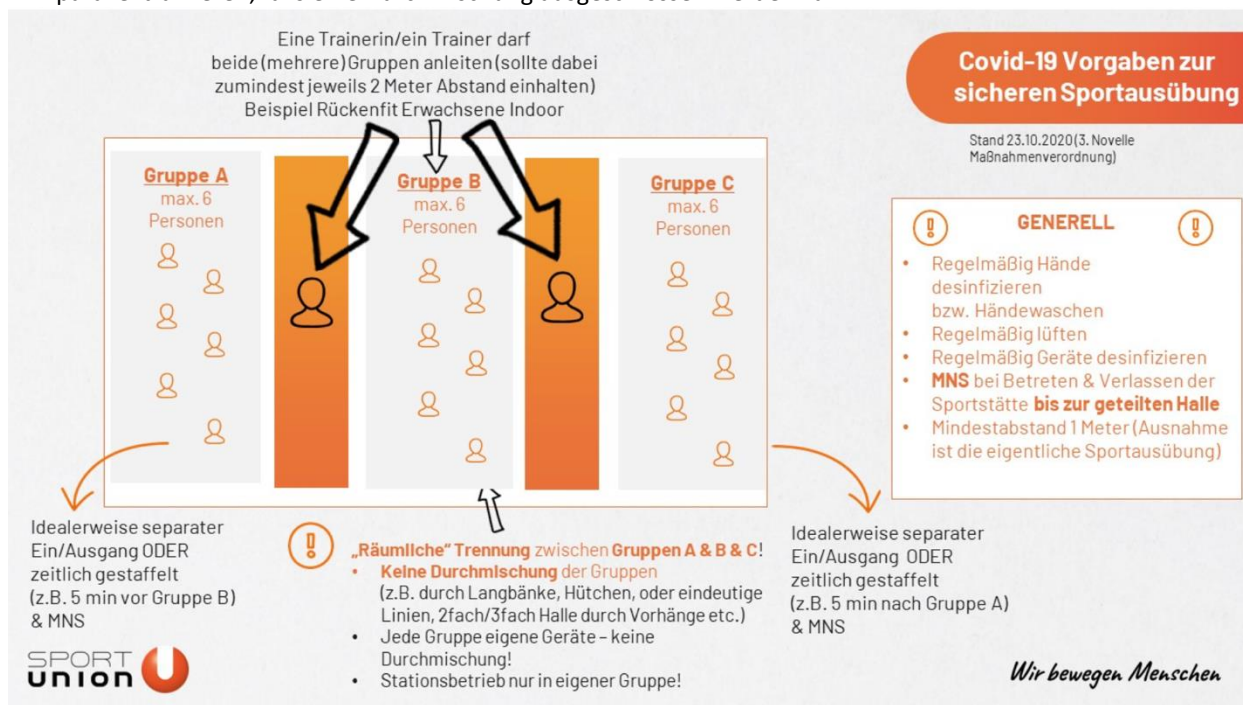 Eine Trainerin/ein Trainer darf
beide (mehrere) Gruppen anleiten (sollte dabei
zumindest jeweils 2 Meter Abstand einhalten)
Beispiel Rückenfit Erwachsene Indoor
Covid-19 Vorgaben zur
sicheren Sportausübung
Stand 23.10.2020 (3. Novelle
Maßnahmenverordnung)
Gruppe A
max. 6
Personen
Gruppe B
max. 6
Personen
Gruppe C
max. 6
Personen
GENERELL
• Regelmäßig Hände
desinfizieren
bzw. Händewaschen
• Regelmäßig lüften
• Regelmäßig Geräte desinfizieren
• MNS bei Betreten & Verlassen der
Sportstätte bis zur geteilten Halle
• Mindestabstand 1 Meter (Ausnahme
ist die eigentliche Sportausübung)
Idealerweise separater
Ein/Ausgang ODER
zeitlich gestaffelt
(z.B. 5 min vor Gruppe B)
& MNS
„Räumliche“ Trennung zwischen Gruppen A & B & C!
• Keine Durchmischung der Gruppen
(z.B. durch Langbänke, Hütchen, oder eindeutige
Linien, 2fach/3fach Halle durch Vorhänge etc.)
• Jede Gruppe eigene Geräte – keine
Durchmischung!
• Stationsbetrieb nur in eigener Gruppe!
Idealerweise separater
Ein/Ausgang ODER
zeitlich gestaffelt
(z.B. 5 min nach Gruppe A)
& MNS
SPORT
UNION
Wir bewegen Menschen